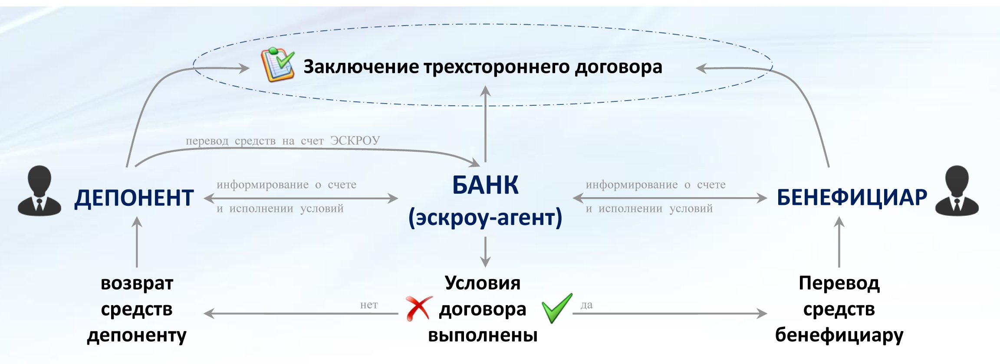 Заключение трехстороннего договора
перевод средств на счет ЭСКРОУ
ДЕПОНЕНТ
информирование о счете
и исполнении условий
БАНК
(эскроу-агент)
информирование о счете
и исполнении условий
БЕНЕФИЦИАР
возврат
средств
депоненту
нет
Условия
договора
выполнены
да
Перевод
средств
бенефициару